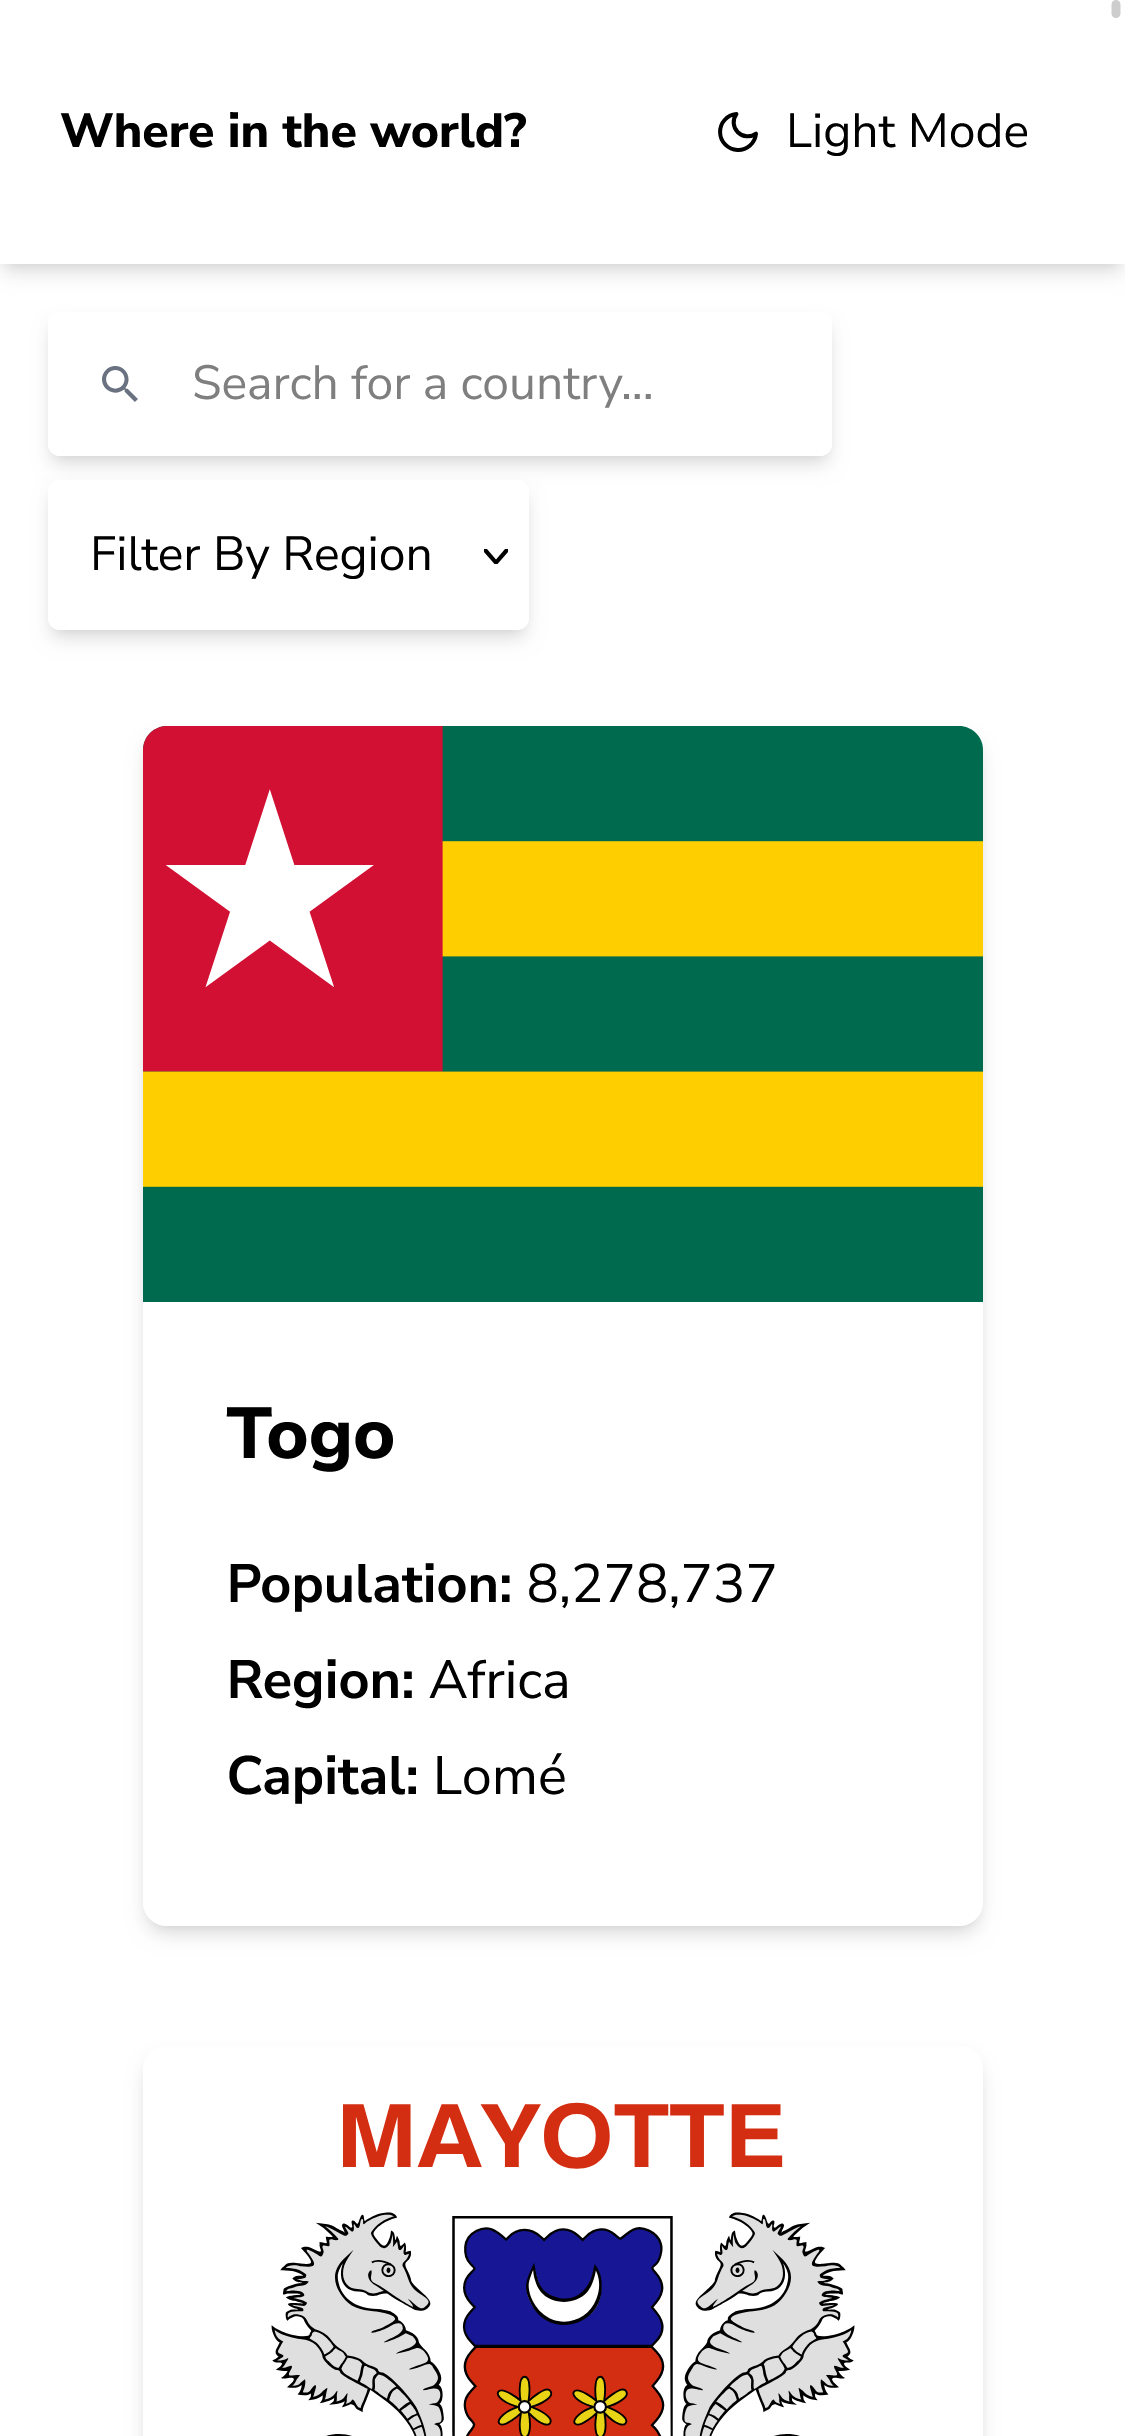 Where in the world?
Light Mode
Search for a country...
Filter By Region
Togo
Population: 8,278,737
Region: Africa
Capital: Lomé
MAYOTTE